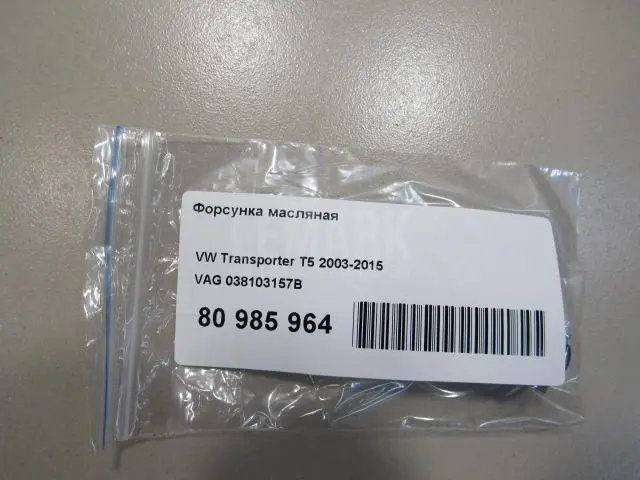 Форсунка масляная
VW Transporter T5 2003-2015
VAG 038103157B
80 985 964